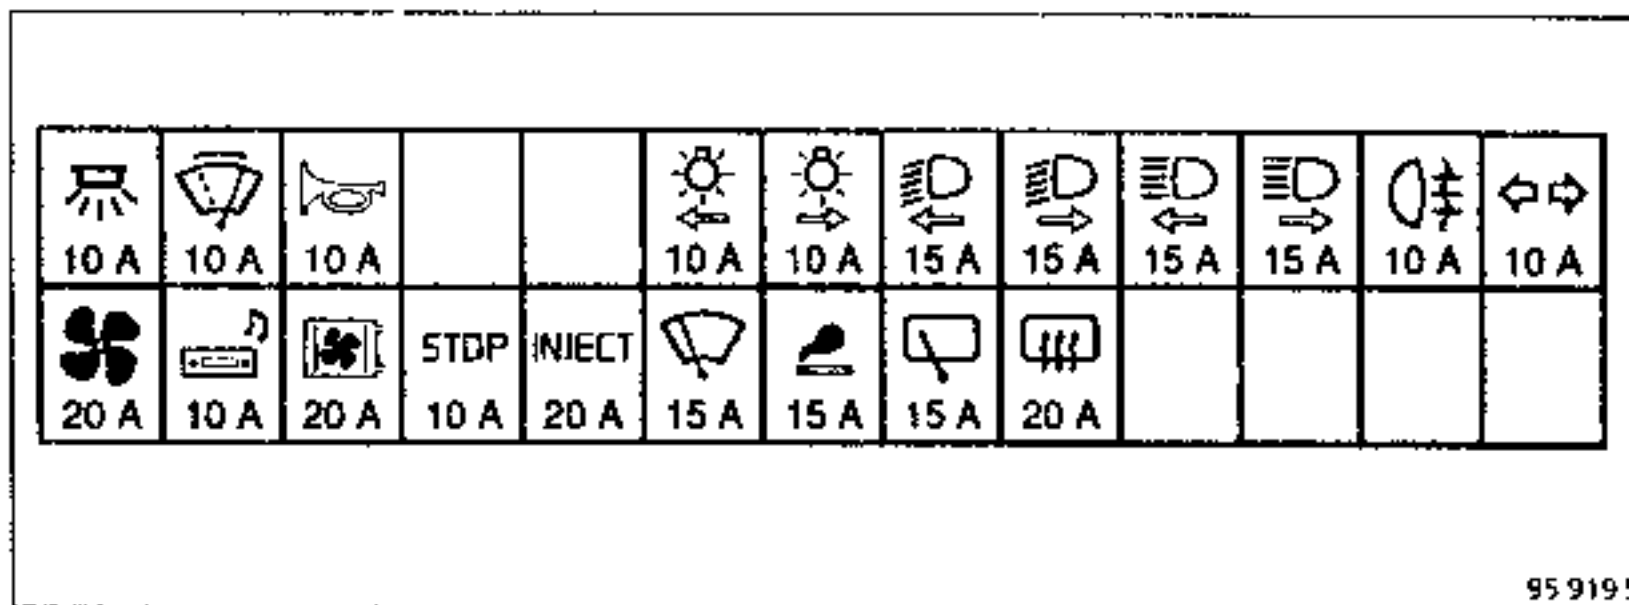 10 A 10 A 10 A 10 A 10 A 15 A 15 A 15 A 15 A 10 A 10 A
STOP INJECT
20 A 10 A 20 A 10 A 20 A 15 A 15 A 15 A 20 A
95 919